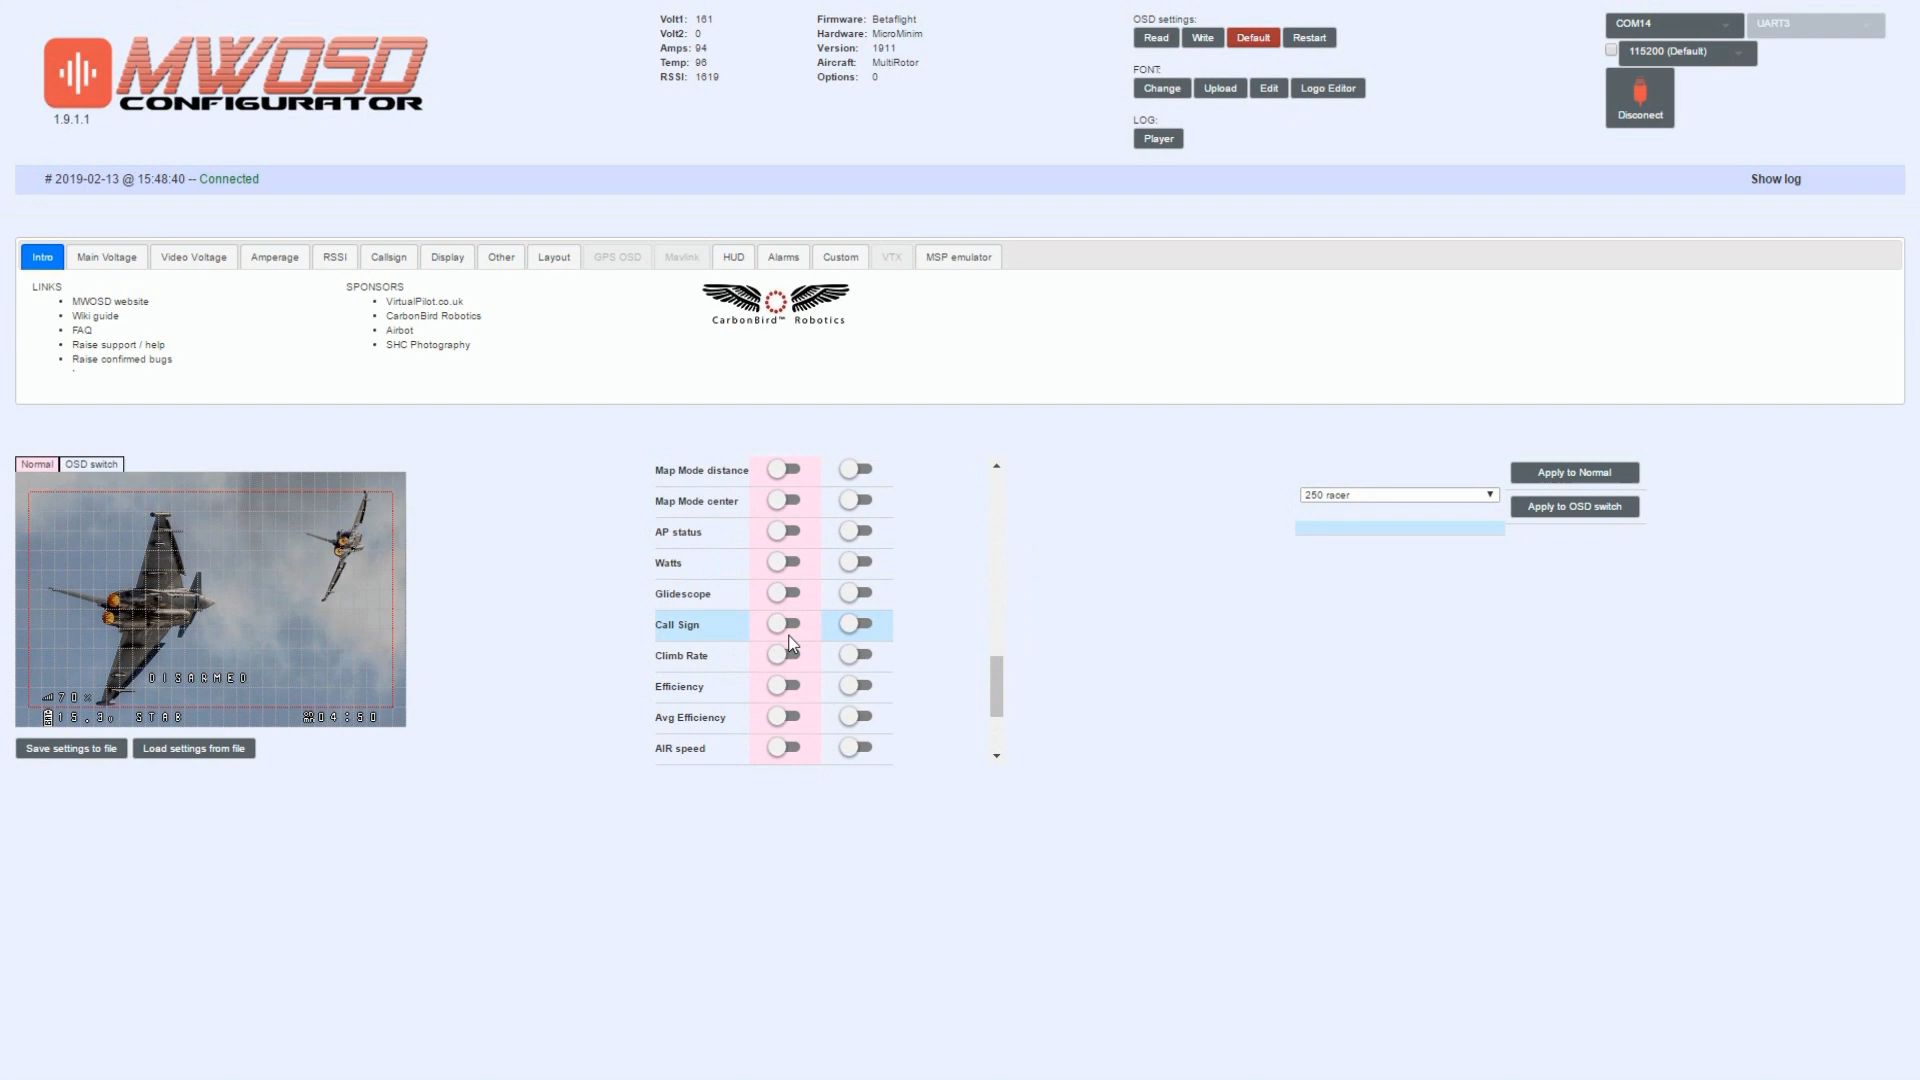 MWOSD
CONFIGURATOR
1.9.1.1
Volt1: 161
Volt2: 0
Amps: 94
Temp: 96
RSSI: 1619
Firmware: Betaflight
Hardware: MicroMinim
Version: 1911
Aircraft: MultiRotor
Options: 0
OSD settings:
Read Write Default Restart
FONT:
Change Upload Edit Logo Editor
LOG:
Player
COM14 UART3
115200 (Default)
Disconect
# 2019-02-13 @ 15:48:40 -- Connected Show log
Intro Main Voltage Video Voltage Amperage RSSI Callsign Display Other Layout GPS OSD Mavlink HUD Alarms Custom VTX MSP emulator
LINKS
• MWOSD website
• Wiki guide
• FAQ
• Raise support / help
• Raise confirmed bugs
SPONSORS
• VirtualPilot.co.uk
• CarbonBird Robotics
• Airbot
• SHC Photography
CarbonBird™ Robotics
Normal OSD switch
DISARMED
70%
15.3v STAB 04:50
Save settings to file Load settings from file
Map Mode distance
Map Mode center
AP status
Watts
Glidescope
Call Sign
Climb Rate
Efficiency
Avg Efficiency
AIR speed
250 racer
Apply to Normal
Apply to OSD switch